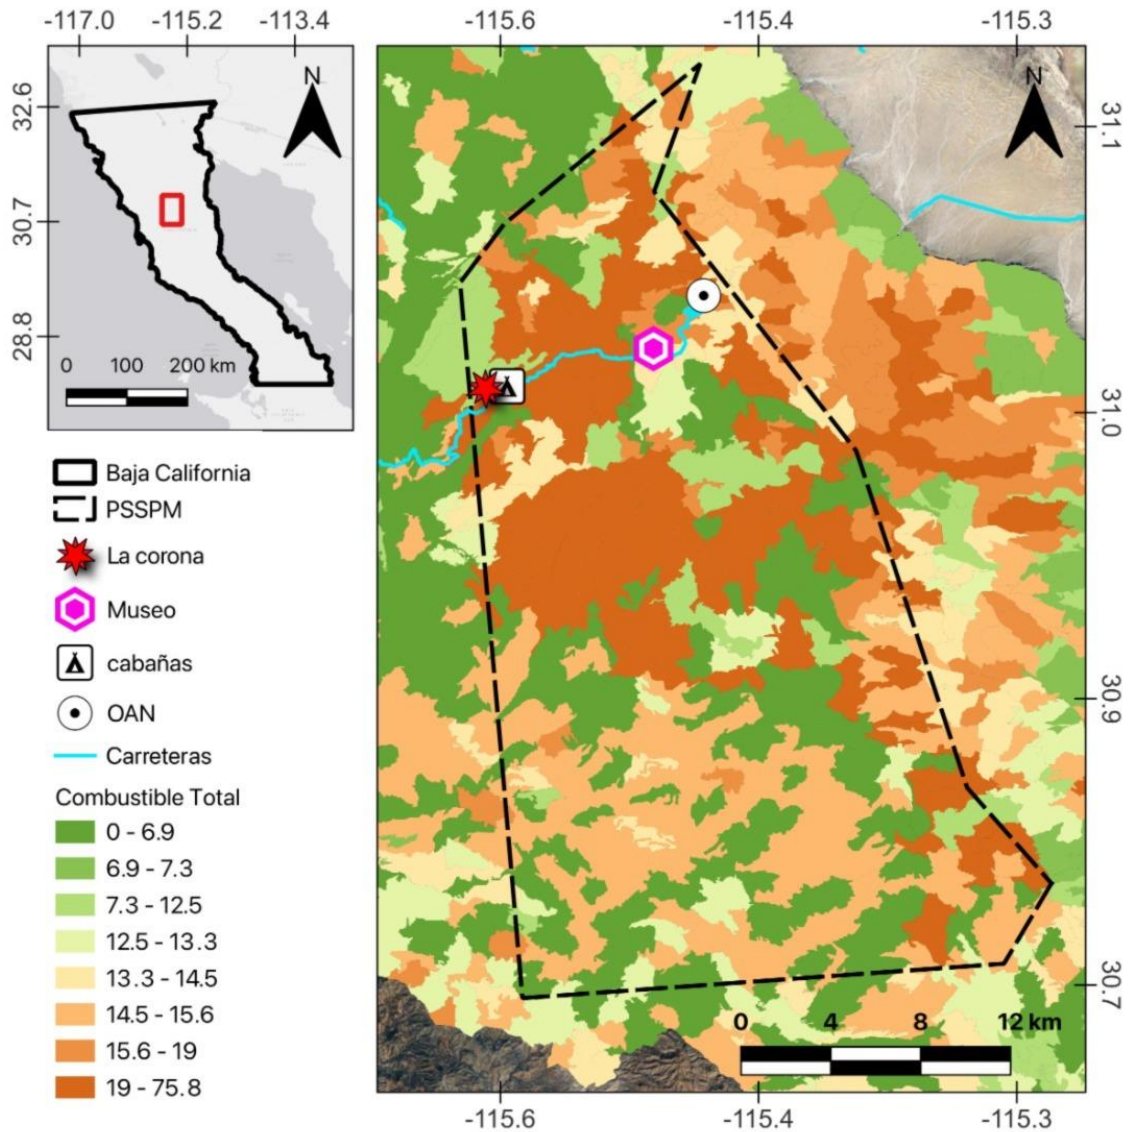 -117.0 -115.2 -113.4
-115.6 -115.4 -115.3
N
N
32.6
30.7
28.8
0 100 200 km
31.1
31.0
30.9
30.7
Baja California
PSSPM
La corona
Museo
cabañas
OAN
Carreteras
Combustible Total
0 - 6.9
6.9 - 7.3
7.3 - 12.5
12.5 - 13.3
13.3 - 14.5
14.5 - 15.6
15.6 - 19
19 - 75.8
0 4 8 12 km
-115.6 -115.4 -115.3